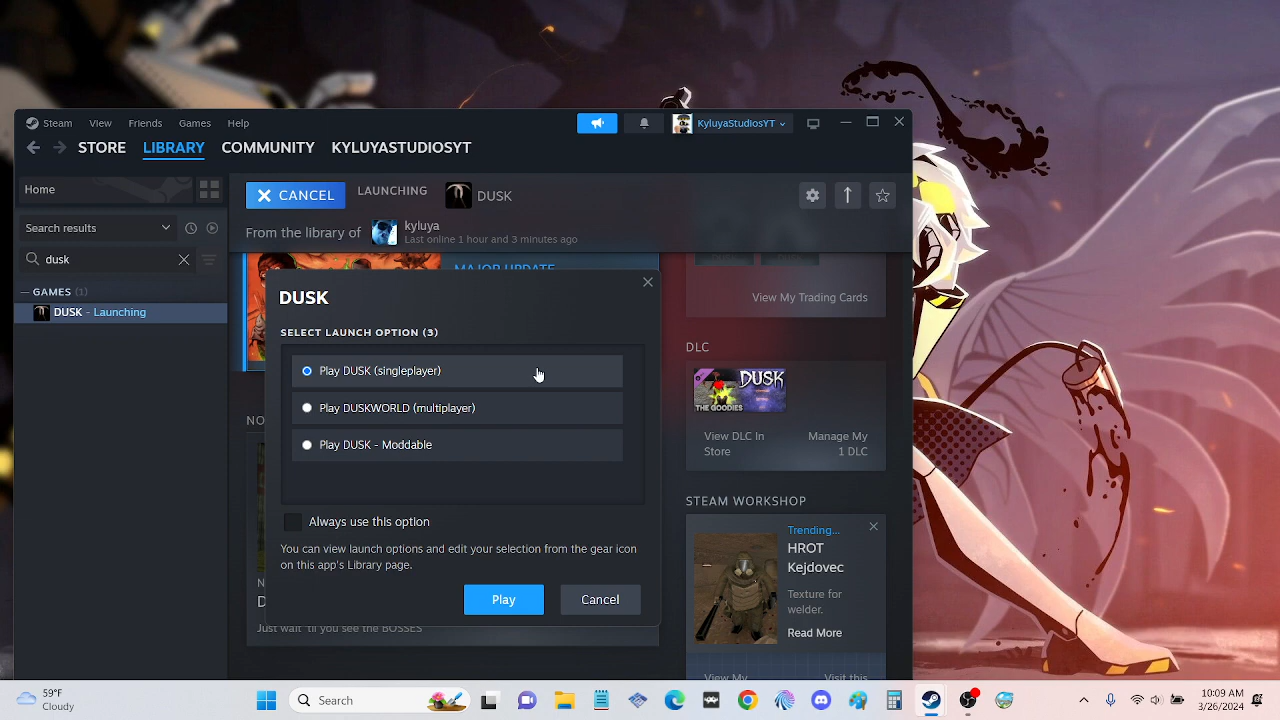 Steam View Friends Games Help KyluyaStudiosYT
STORE LIBRARY COMMUNITY KYLUYASTUDIOSYT
Home
CANCEL LAUNCHING DUSK
Search results
From the library of kyluya
Last online 1 hour and 3 minutes ago
dusk
MAJOR UPDATE
GAMES (1)
DUSK - Launching
DUSK
SELECT LAUNCH OPTION (3)
Play DUSK (singleplayer)
Play DUSKWORLD (multiplayer)
Play DUSK - Moddable
Always use this option
You can view launch options and edit your selection from the gear icon
on this app's Library page.
Play Cancel
NO
N
D
Just wait 'til you see the BOSSES
View My Trading Cards
DLC
DUSK
THE GOODIES
View DLC In
Store
Manage My
1 DLC
STEAM WORKSHOP
Trending...
HROT
Kejdovec
Texture for
welder.
Read More
View My
Visit this
59°F
Cloudy
Search
10:09 AM
3/26/2024